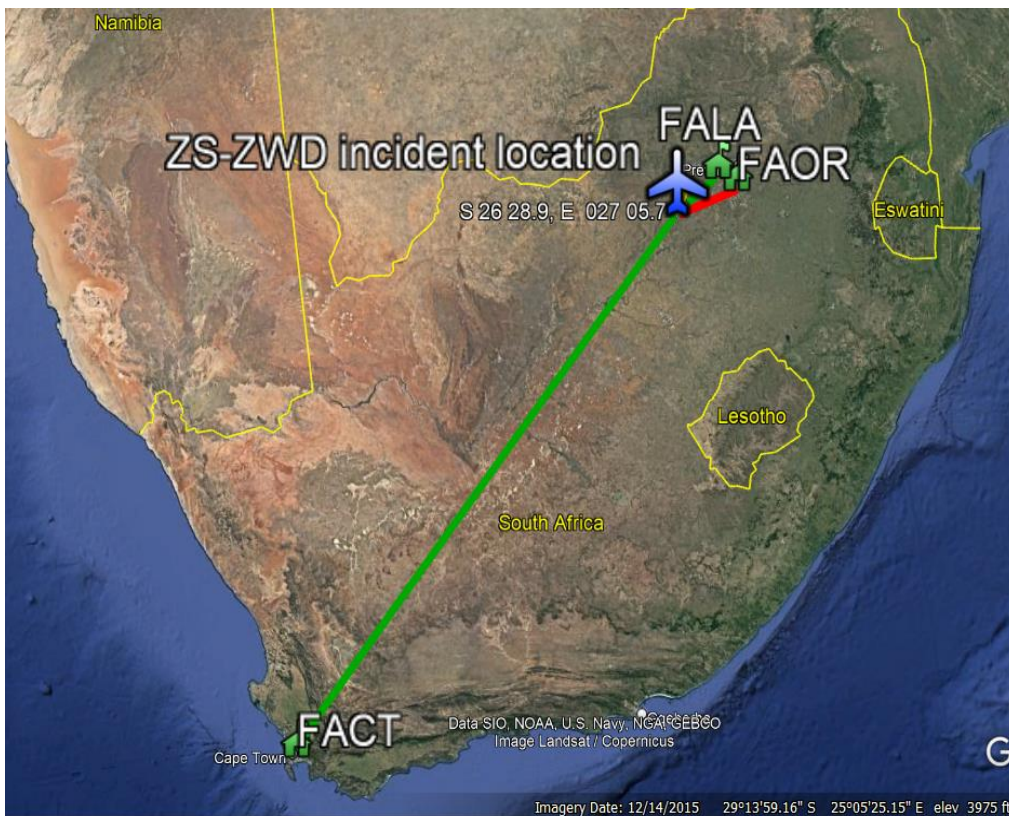 Namibia
FALA
ZS-ZWD incident location
Pre
FAOR
S 26 28.9, E 027 05.7
Eswatini
Lesotho
South Africa
FACT
Cape Town
Data SIO, NOAA, U.S. Navy, NGA, GEBCO
Image Landsat / Copernicus
G
Imagery Date: 12/14/2015 29°13'59.16" S 25°05'25.15" E elev 3975 ft